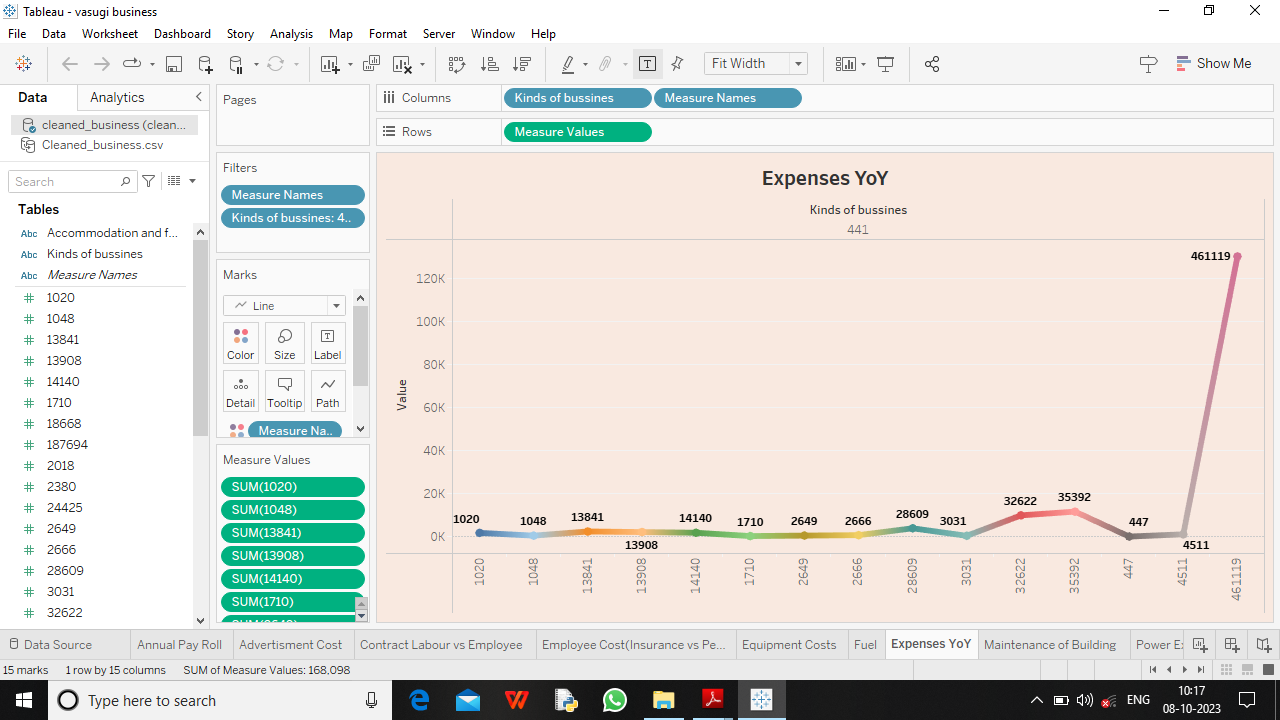 Tableau - vasugi business
File Data Worksheet Dashboard Story Analysis Map Format Server Window Help
Fit Width
Show Me
Data Analytics
cleaned_business (clean...
Cleaned_business.csv
Search
Tables
Abc Accommodation and f...
Abc Kinds of bussines
Abc Measure Names
# 1020
# 1048
# 13841
# 13908
# 14140
# 1710
# 18668
# 187694
# 2018
# 2380
# 24425
# 2649
# 2666
# 28609
# 3031
# 32622
Pages
Filters
Measure Names
Kinds of bussines: 4..
Marks
Line
Color Size Label
Detail Tooltip Path
Measure Na..
Measure Values
SUM(1020)
SUM(1048)
SUM(13841)
SUM(13908)
SUM(14140)
SUM(1710)
Columns Kinds of bussines Measure Names
Rows Measure Values
Expenses YoY
Kinds of bussines
441
Value
120K
100K
80K
60K
40K
20K
0K
1020 1048 13841 13908 14140 1710 2649 2666 28609 3031 32622 35392 447 4511 461119
1020 1048 13841 13908 14140 1710 2649 2666 28609 3031 32622 35392 447 4511 461119
Data Source Annual Pay Roll Advertisment Cost Contract Labour vs Employee Employee Cost(Insurance vs Pe... Equipment Costs Fuel Expenses YoY Maintenance of Building Power E
15 marks 1 row by 15 columns SUM of Measure Values: 168,098
Type here to search
ENG
10:17
08-10-2023